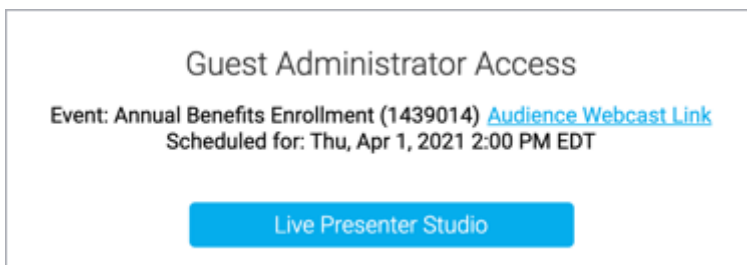 Guest Administrator Access
Event: Annual Benefits Enrollment (1439014) Audience Webcast Link
Scheduled for: Thu, Apr 1, 2021 2:00 PM EDT
Live Presenter Studio